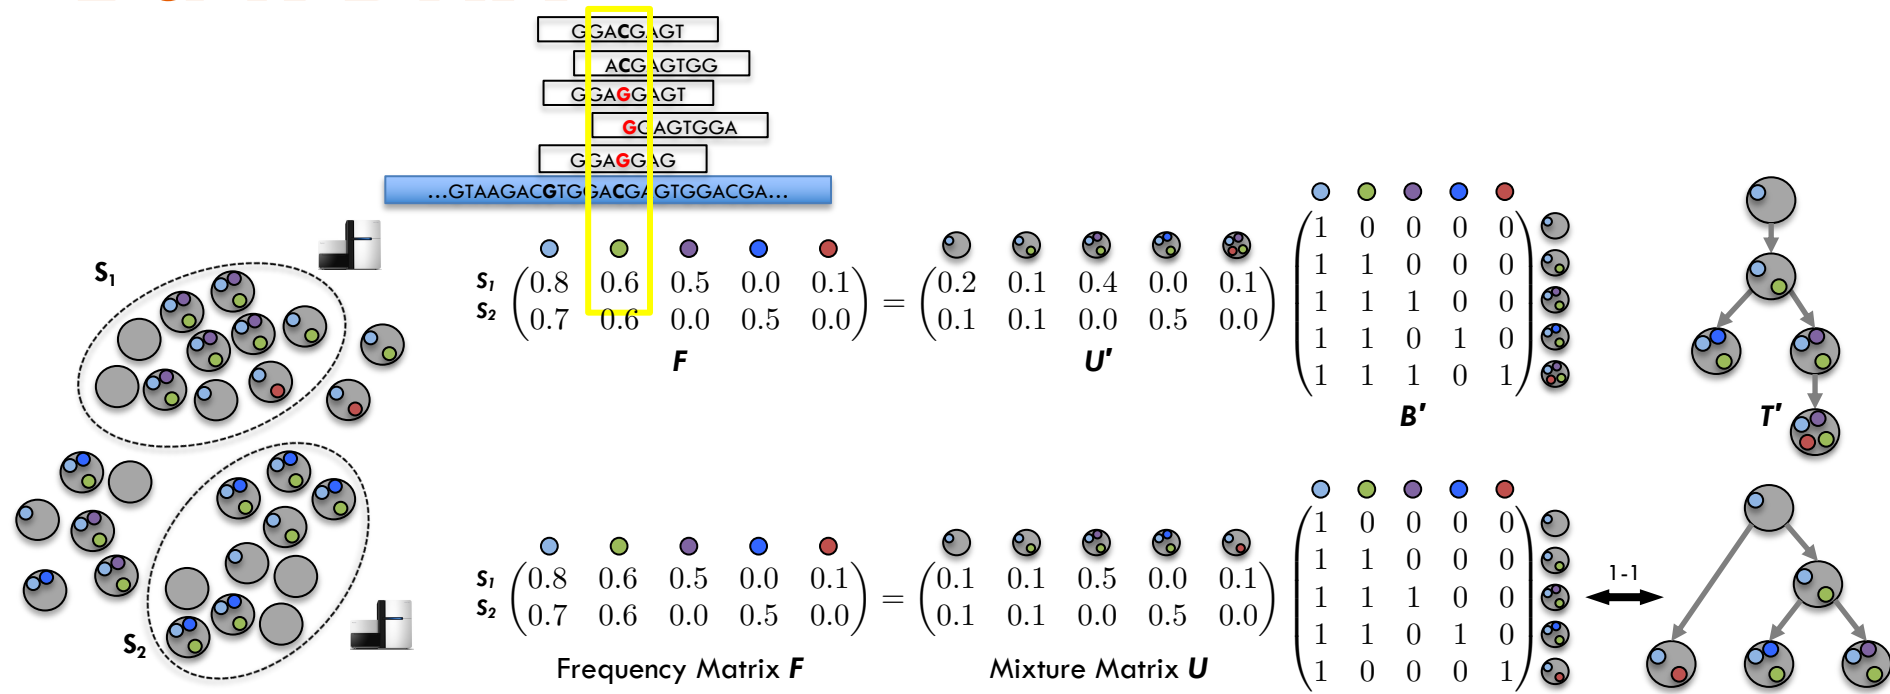 GGACGAGT
ACGAGTGG
GGAGGAGT
GGAGTGGA
GGAGGAG
...GTAAGACGTGGACGAGTGGACGA...
S1
S1 0.8 0.6 0.5 0.0 0.1 = 0.2 0.1 0.4 0.0 0.1
S2 0.7 0.6 0.0 0.5 0.0 0.1 0.1 0.0 0.5 0.0
1 0 0 0 0
1 1 0 0 0
1 1 1 0 0
1 1 0 1 0
1 1 1 0 1
F
U'
B'
T'
S2
S1 0.8 0.6 0.5 0.0 0.1 = 0.1 0.1 0.5 0.0 0.1
S2 0.7 0.6 0.0 0.5 0.0 0.1 0.1 0.0 0.5 0.0
1 0 0 0 0
1 1 0 0 0
1 1 1 0 0
1 1 0 1 0
1 0 0 0 1
1-1
Frequency Matrix F
Mixture Matrix U